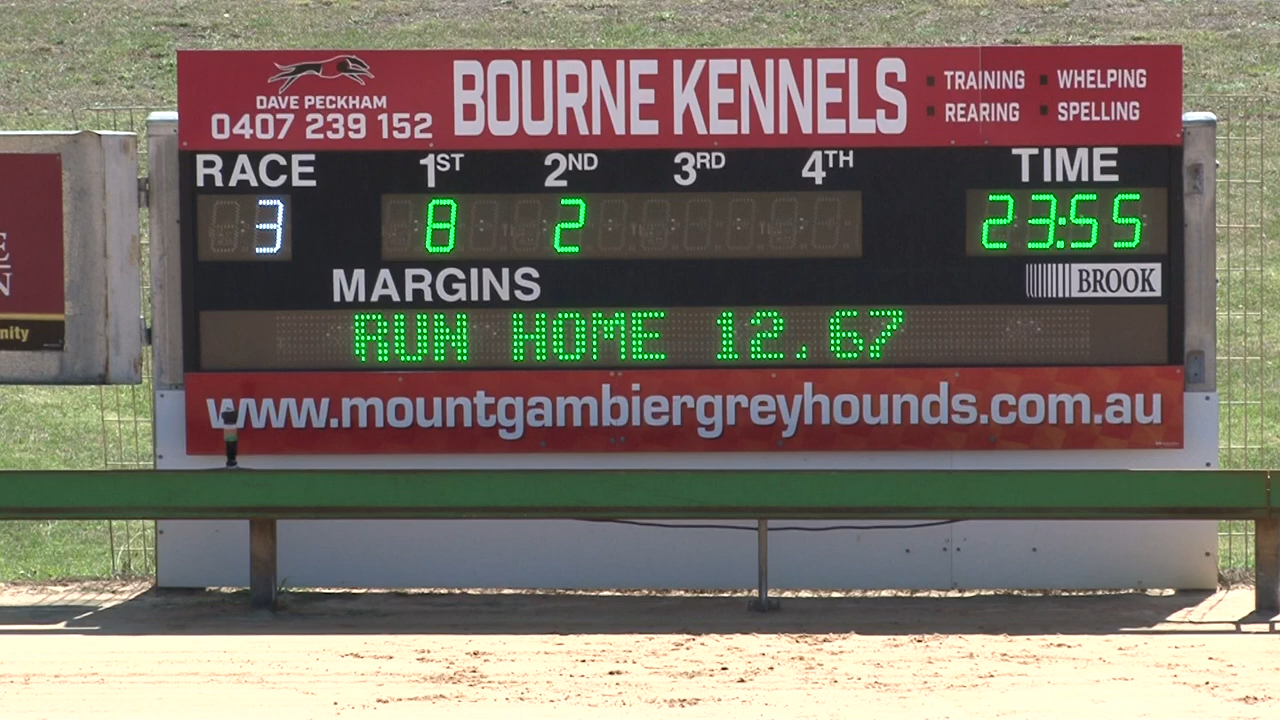 DAVE PECKHAM
0407 239 152
BOURNE KENNELS
TRAINING WHELPING
REARING SPELLING
RACE 1ST 2ND 3RD 4TH TIME
3 8 2 23:55
MARGINS
BROOK
RUN HOME 12.67
www.mountgambiergreyhounds.com.au
E
N
nity